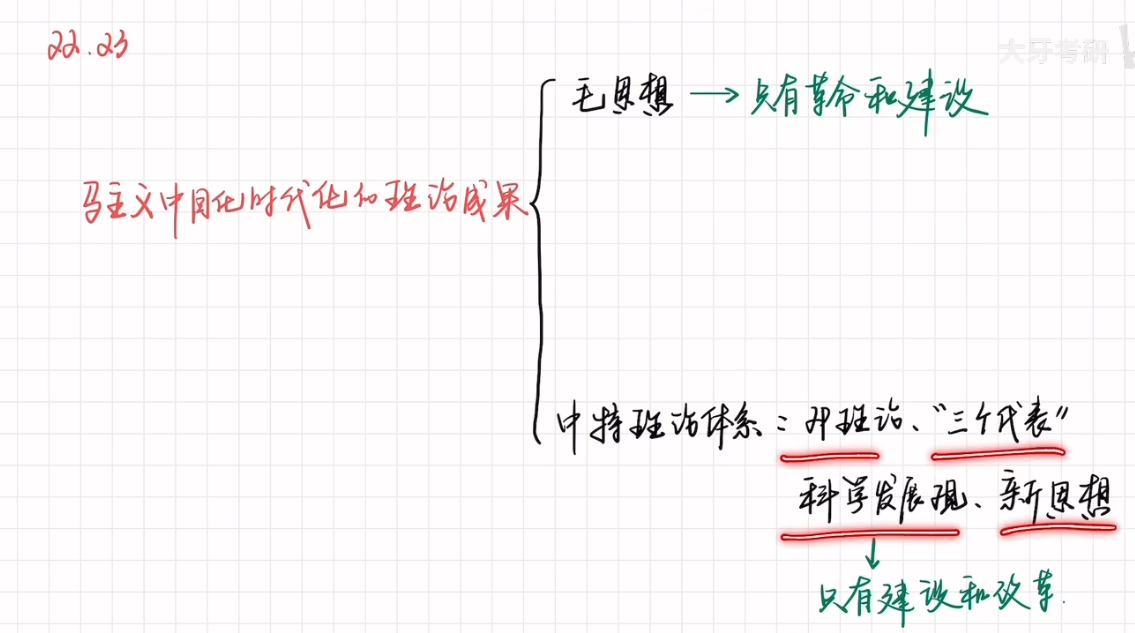 22.23
大牙考研
毛思想 → 只有革命和建设
马主义中国化时代化的理论成果
中特理论体系：邓理论、“三个代表”
科学发展观、新思想
↓
只有建设和改革.